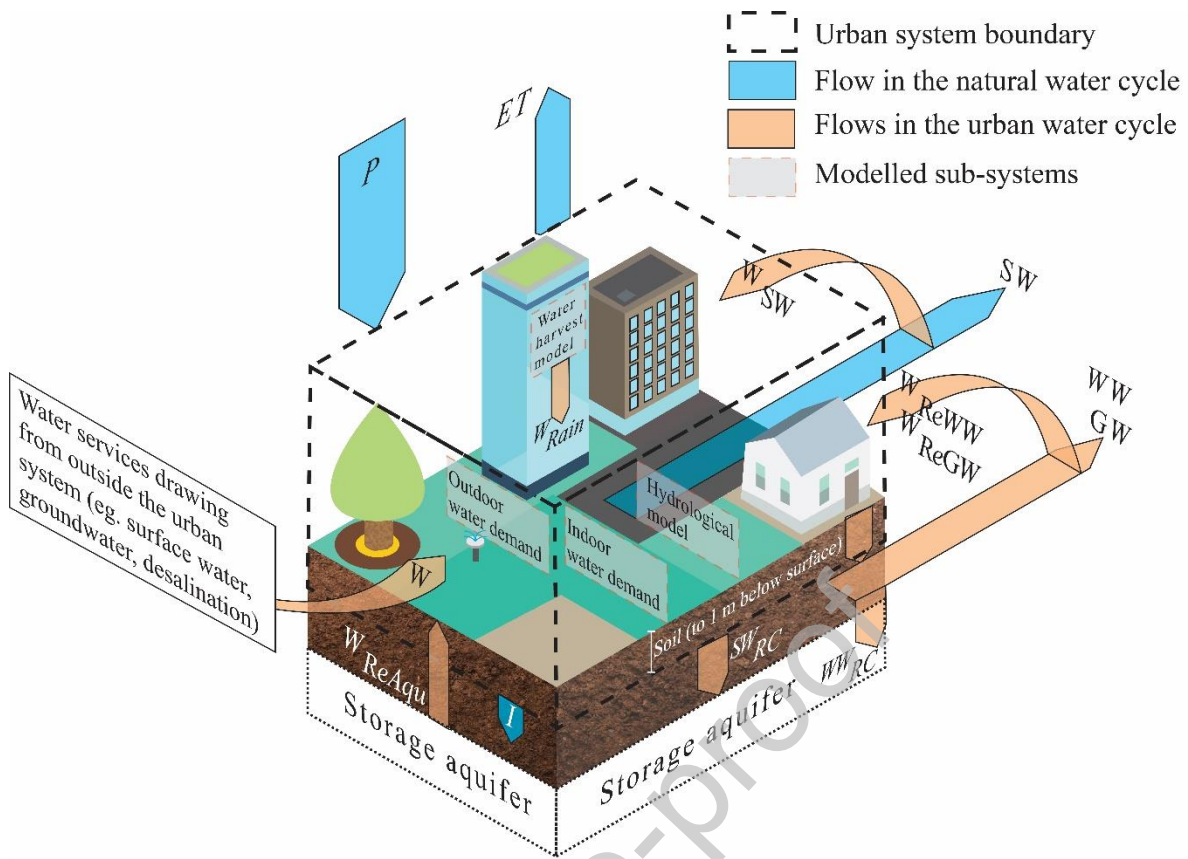 Urban system boundary
Flow in the natural water cycle
Flows in the urban water cycle
Modelled sub-systems
P
ET
Water
harvest
model
W Rain
W SW
SW
W ReWW
W ReGW
WW
GW
Water services drawing
from outside the urban
system (eg. surface water,
groundwater, desalination)
Outdoor
water demand
Indoor
water demand
Hydrological
model
W
Soil (to 1 m below surface)
W ReAqu
I
SW RC
WW RC
Storage aquifer
Storage aquifer
-proof